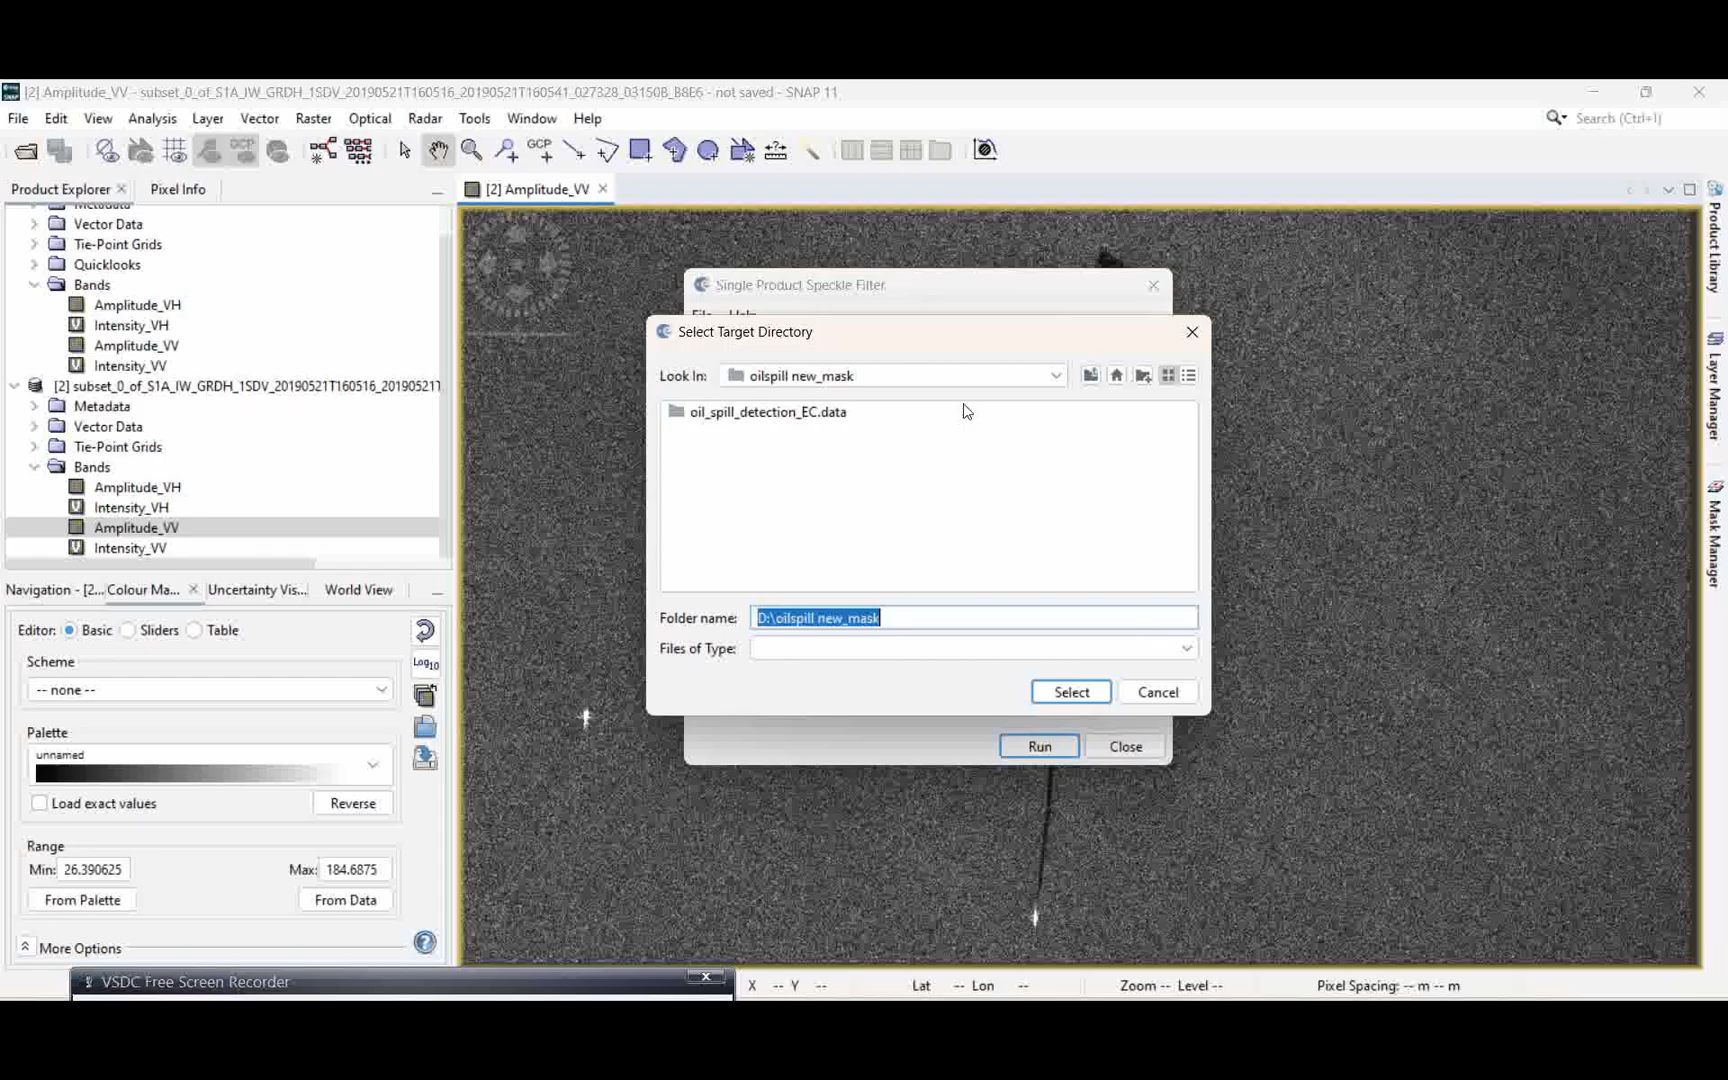 [2] Amplitude_VV - subset_0_of_S1A_IW_GRDH_1SDV_20190521T160516_20190521T160541_027328_03150B_B8E6 - not saved - SNAP 11
File Edit View Analysis Layer Vector Raster Optical Radar Tools Window Help
Search (Ctrl+I)
GCP
GCP
Product Explorer
Pixel Info
[2] Amplitude_VV
Metadata
Vector Data
Tie-Point Grids
Quicklooks
Bands
Amplitude_VH
Intensity_VH
Amplitude_VV
Intensity_VV
[2] subset_0_of_S1A_IW_GRDH_1SDV_20190521T160516_20190521T
Metadata
Vector Data
Tie-Point Grids
Bands
Amplitude_VH
Intensity_VH
Amplitude_VV
Intensity_VV
Navigation - [2... Colour Ma... Uncertainty Vis... World View
Editor: Basic Sliders Table
Scheme
-- none --
Log10
Palette
unnamed
Load exact values
Reverse
Range
Min: 26.390625
Max: 184.6875
From Palette
From Data
More Options
Single Product Speckle Filter
Select Target Directory
Look In: oilspill new_mask
oil_spill_detection_EC.data
Folder name: D:\oilspill new_mask
Files of Type:
Select Cancel
Run Close
Product Library
Layer Manager
Mask Manager
VSDC Free Screen Recorder
X -- Y -- Lat -- Lon -- Zoom -- Level -- Pixel Spacing: -- m -- m